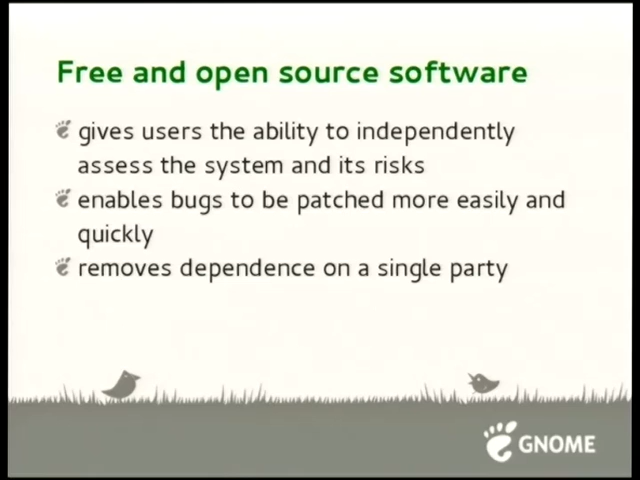 Free and open source software
gives users the ability to independently
assess the system and its risks
enables bugs to be patched more easily and
quickly
removes dependence on a single party
GNOME